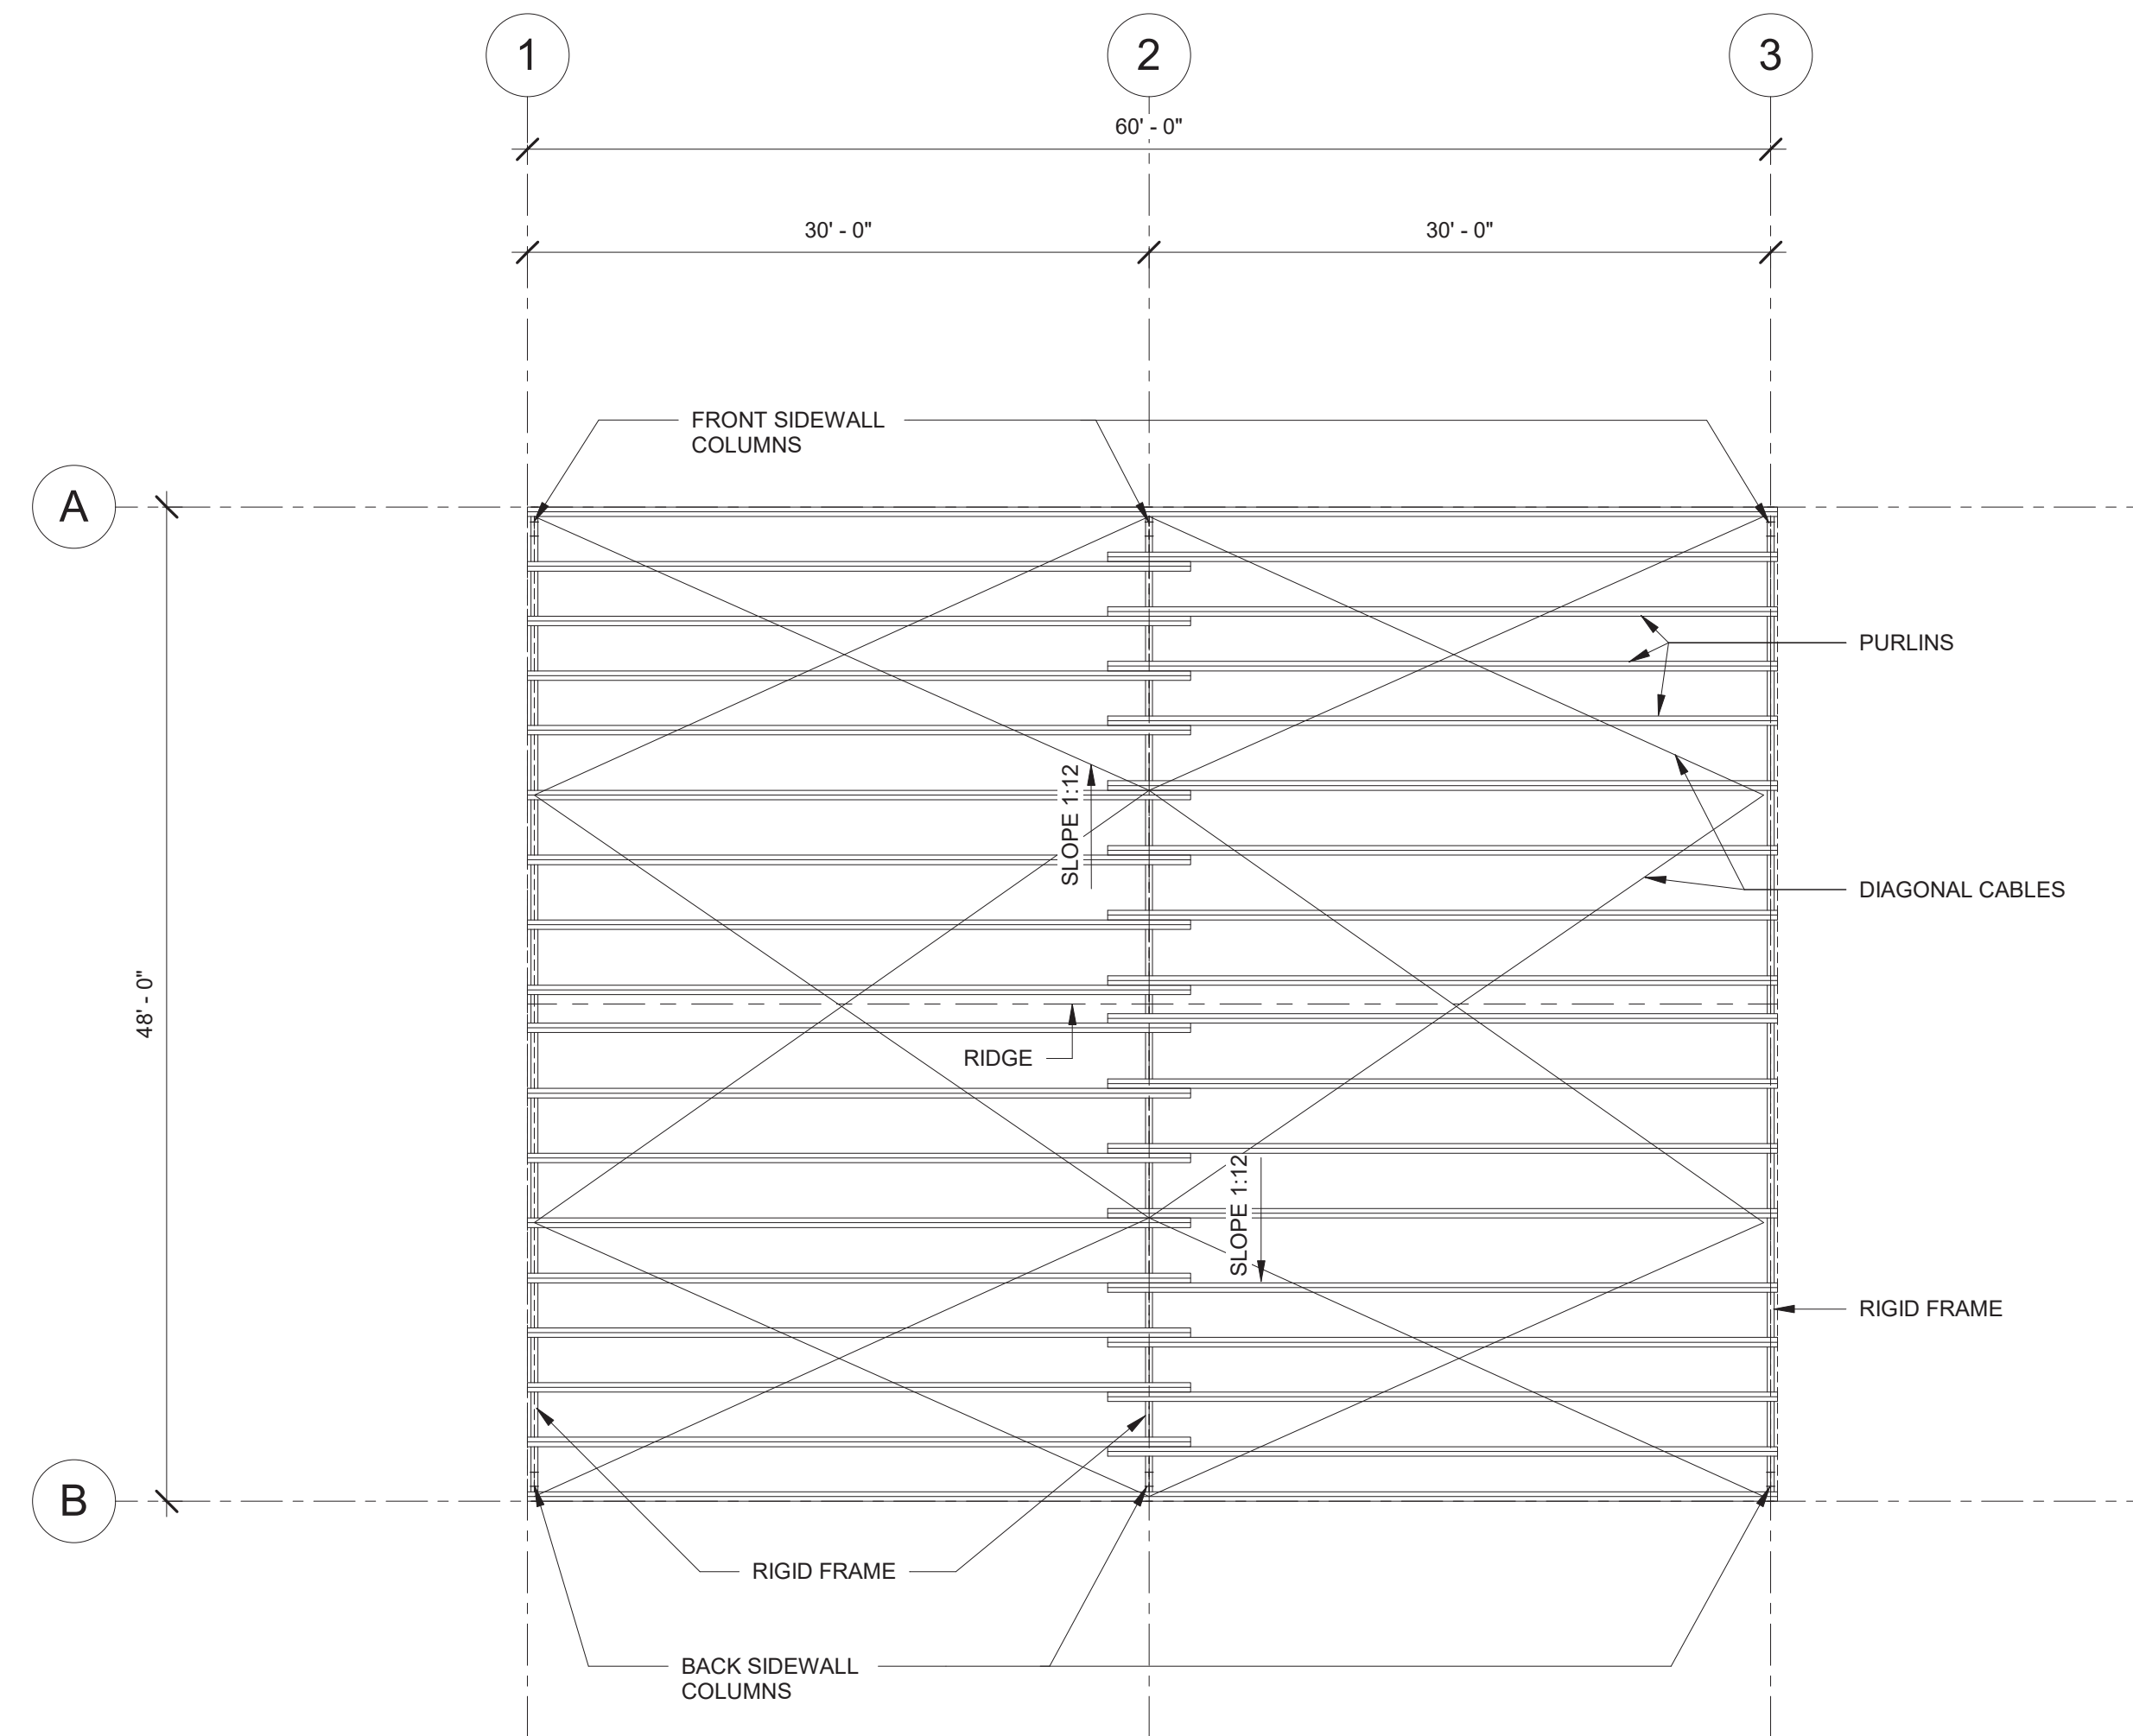 1
2
3
60' - 0"
30' - 0"
30' - 0"
FRONT SIDEWALL
COLUMNS
A
PURLINS
SLOPE 1:12
DIAGONAL CABLES
48' - 0"
RIDGE
SLOPE 1:12
RIGID FRAME
B
RIGID FRAME
BACK SIDEWALL
COLUMNS